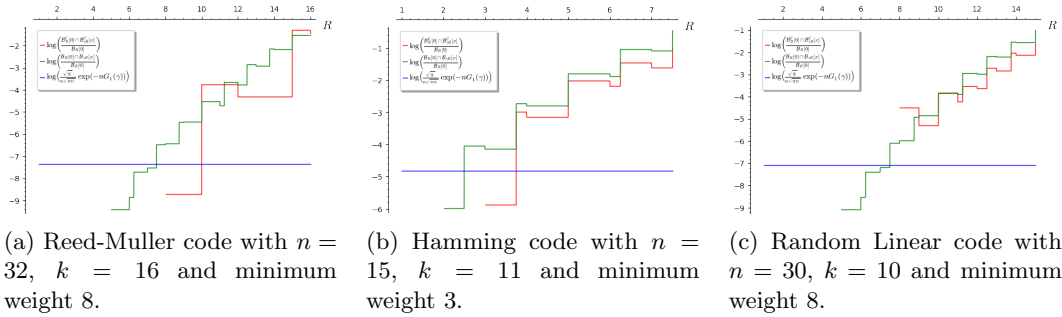 2 4 6 8 10 12 14 16 R
−2
−3
−4
−5
−6
−7
−8
−9
1 2 3 4 5 6 7 R
−1
−2
−3
−4
−5
−6
2 4 6 8 10 12 14 R
−1
−2
−3
−4
−5
−6
−7
−8
−9
(a) Reed-Muller code with n =
32, k = 16 and minimum
weight 8.
(b) Hamming code with n =
15, k = 11 and minimum
weight 3.
(c) Random Linear code with
n = 30, k = 10 and minimum
weight 8.